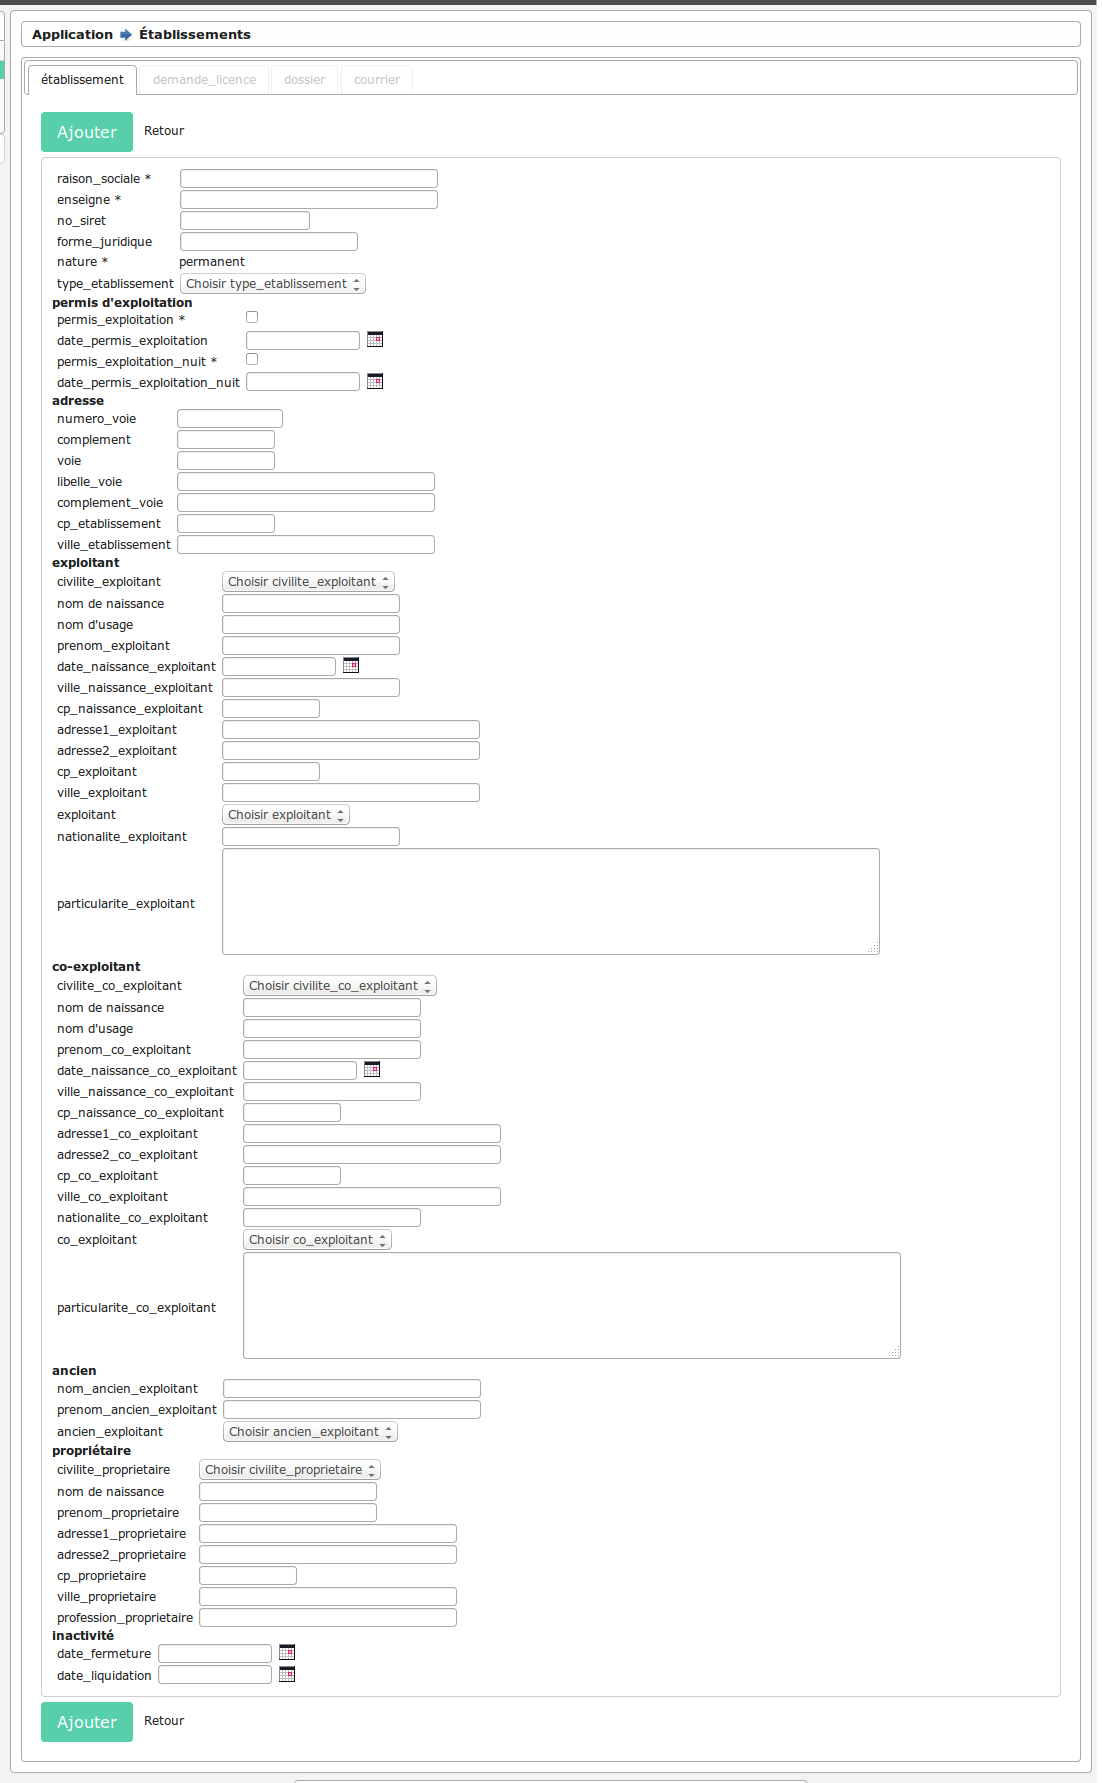 Application Établissements
établissement demande_licence dossier courrier
Ajouter Retour
raison_sociale *
enseigne *
no_siret
forme_juridique
nature * permanent
type_etablissement Choisir type_etablissement
permis d'exploitation
permis_exploitation *
date_permis_exploitation
permis_exploitation_nuit *
date_permis_exploitation_nuit
adresse
numero_voie
complement
voie
libelle_voie
complement_voie
cp_etablissement
ville_etablissement
exploitant
civilite_exploitant Choisir civilite_exploitant
nom de naissance
nom d'usage
prenom_exploitant
date_naissance_exploitant
ville_naissance_exploitant
cp_naissance_exploitant
adresse1_exploitant
adresse2_exploitant
cp_exploitant
ville_exploitant
exploitant Choisir exploitant
nationalite_exploitant
particularite_exploitant
co-exploitant
civilite_co_exploitant Choisir civilite_co_exploitant
nom de naissance
nom d'usage
prenom_co_exploitant
date_naissance_co_exploitant
ville_naissance_co_exploitant
cp_naissance_co_exploitant
adresse1_co_exploitant
adresse2_co_exploitant
cp_co_exploitant
ville_co_exploitant
nationalite_co_exploitant
co_exploitant Choisir co_exploitant
particularite_co_exploitant
ancien
nom_ancien_exploitant
prenom_ancien_exploitant
ancien_exploitant Choisir ancien_exploitant
propriétaire
civilite_proprietaire Choisir civilite_proprietaire
nom de naissance
prenom_proprietaire
adresse1_proprietaire
adresse2_proprietaire
cp_proprietaire
ville_proprietaire
profession_proprietaire
inactivité
date_fermeture
date_liquidation
Ajouter Retour